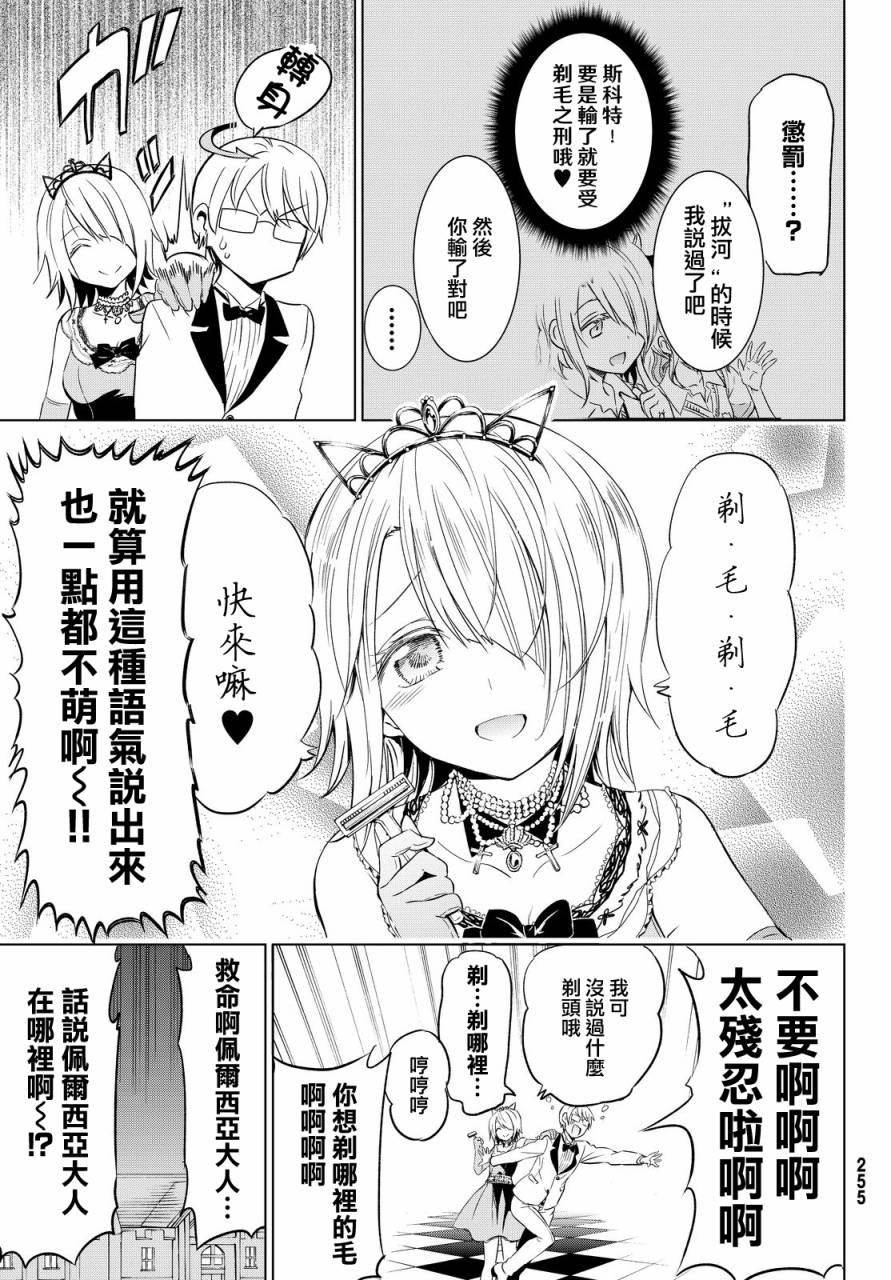 懲罰……？
"拔河"的時候
我説過了吧
斯科特！
要是輸了就要受
剃毛之刑哦♥
然後
你輸了對吧
……
轉身
ガガッ
剃．毛．剃．毛
快來嘛
♥
就算用這種語氣説出來
也一點都不萌啊～!!
不要啊啊啊
太殘忍啦啊啊
我可
沒說過什麼
剃頭哦
剃…剃哪裡…
哼哼哼
你想剃哪裡的毛
啊啊啊啊
救命啊佩爾西亞大人…
話説佩爾西亞大人
在哪裡啊～!?
255